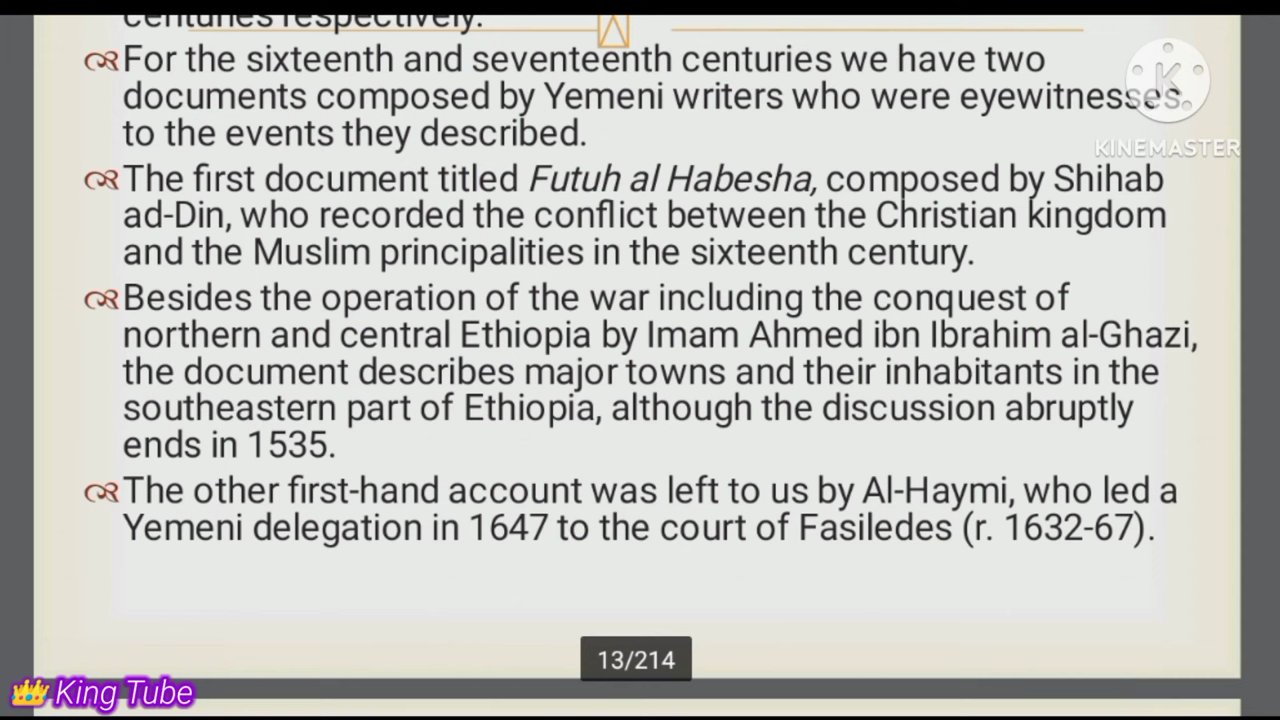 centuries respectively.
For the sixteenth and seventeenth centuries we have two
documents composed by Yemeni writers who were eyewitnesses
to the events they described.
The first document titled Futuh al Habesha, composed by Shihab
ad-Din, who recorded the conflict between the Christian kingdom
and the Muslim principalities in the sixteenth century.
Besides the operation of the war including the conquest of
northern and central Ethiopia by Imam Ahmed ibn Ibrahim al-Ghazi,
the document describes major towns and their inhabitants in the
southeastern part of Ethiopia, although the discussion abruptly
ends in 1535.
The other first-hand account was left to us by Al-Haymi, who led a
Yemeni delegation in 1647 to the court of Fasiledes (r. 1632-67).
K
KINEMASTER
13/214
King Tube